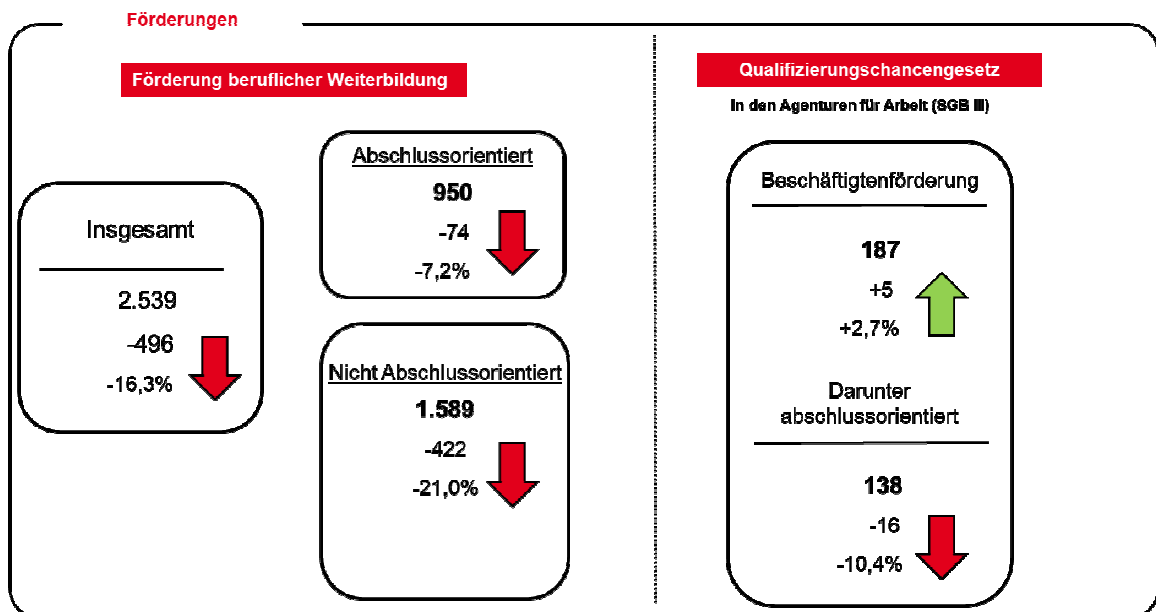 Förderungen
Förderung beruflicher Weiterbildung
Insgesamt
2.539
-496
-16,3%
Abschlussorientiert
950
-74
-7,2%
Nicht Abschlussorientiert
1.589
-422
-21,0%
Qualifizierungschancengesetz
In den Agenturen für Arbeit (SGB III)
Beschäftigtenförderung
187
+5
+2,7%
Darunter
abschlussorientiert
138
-16
-10,4%